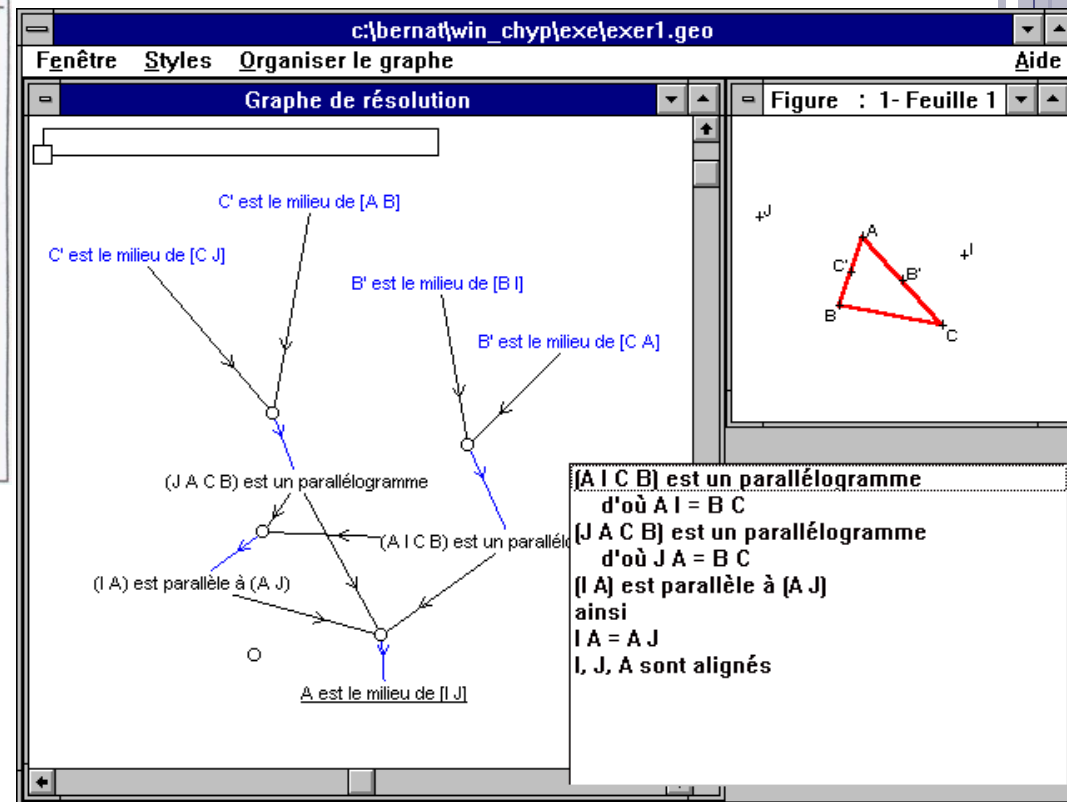 c:\bernat\win_chyp\exe\exer1.geo
Fenêtre Styles Organiser le graphe Aide
Graphe de résolution
Figure : 1- Feuille 1
C' est le milieu de [A B]
C' est le milieu de [C J]
B' est le milieu de [B I]
B' est le milieu de [C A]
(J A C B) est un parallélogramme
(A I C B) est un parallélo
(I A) est parallèle à (A J)
A est le milieu de [I J]
J
A
I
C'
B'
B
C
(A I C B) est un parallélogramme
d'où A I = B C
(J A C B) est un parallélogramme
d'où J A = B C
(I A) est parallèle à (A J)
ainsi
I A = A J
I, J, A sont alignés